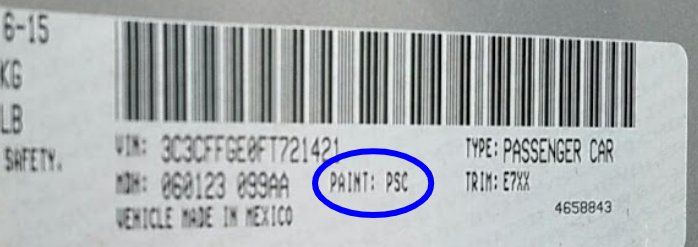 6-15
KG
LB
SAFETY.
VIN: 3C3CFFGE0FT721421
TYPE: PASSENGER CAR
MDH: 060123 099AA
PAINT: PSC
TRIM: E7XX
VEHICLE MADE IN MEXICO
4658843